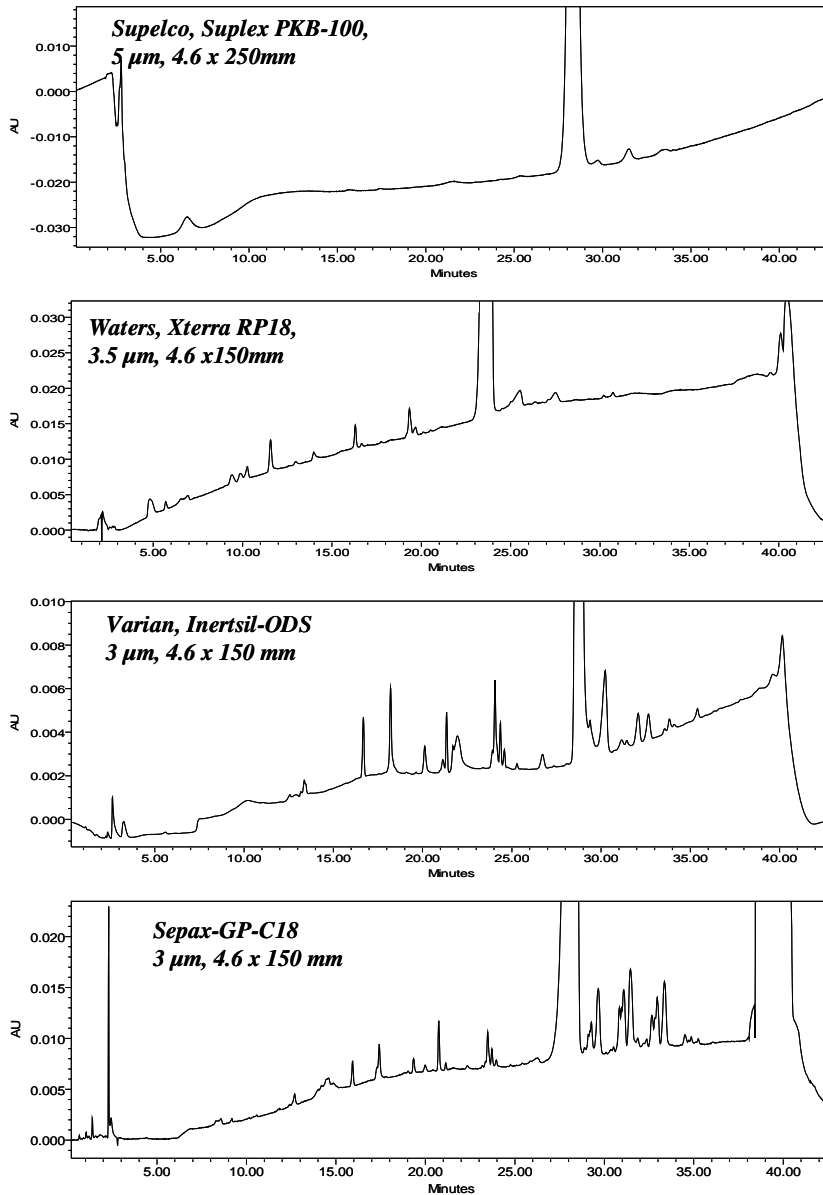 Supelco, Suplex PKB-100,
5 µm, 4.6 x 250mm
0.010
0.000
-0.010
-0.020
-0.030
AU
5.00 10.00 15.00 20.00 25.00 30.00 35.00 40.00
Minutes
Waters, Xterra RP18,
3.5 µm, 4.6 x150mm
0.030
0.025
0.020
0.015
0.010
0.005
0.000
AU
5.00 10.00 15.00 20.00 25.00 30.00 35.00 40.00
Minutes
Varian, Inertsil-ODS
3 µm, 4.6 x 150 mm
0.010
0.008
0.006
0.004
0.002
0.000
AU
5.00 10.00 15.00 20.00 25.00 30.00 35.00 40.00
Minutes
Sepax-GP-C18
3 µm, 4.6 x 150 mm
0.020
0.015
0.010
0.005
0.000
AU
5.00 10.00 15.00 20.00 25.00 30.00 35.00 40.00
Minutes